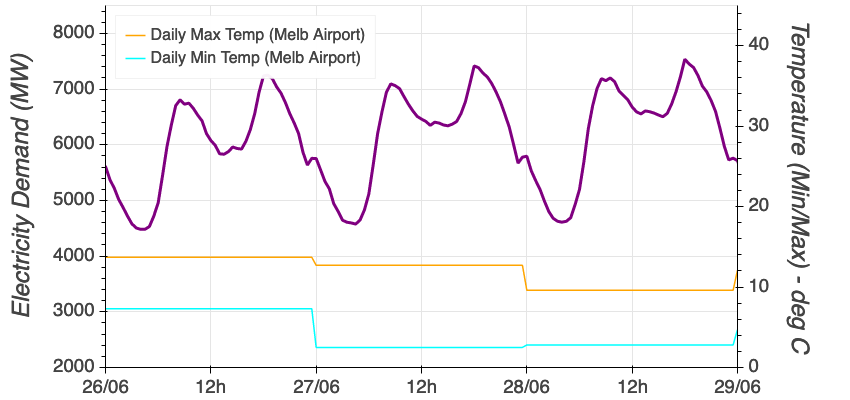 Daily Max Temp (Melb Airport)
Daily Min Temp (Melb Airport)
Electricity Demand (MW)
8000
7000
6000
5000
4000
3000
2000
Temperature (Min/Max) - deg C
40
30
20
10
0
26/06 12h 27/06 12h 28/06 12h 29/06